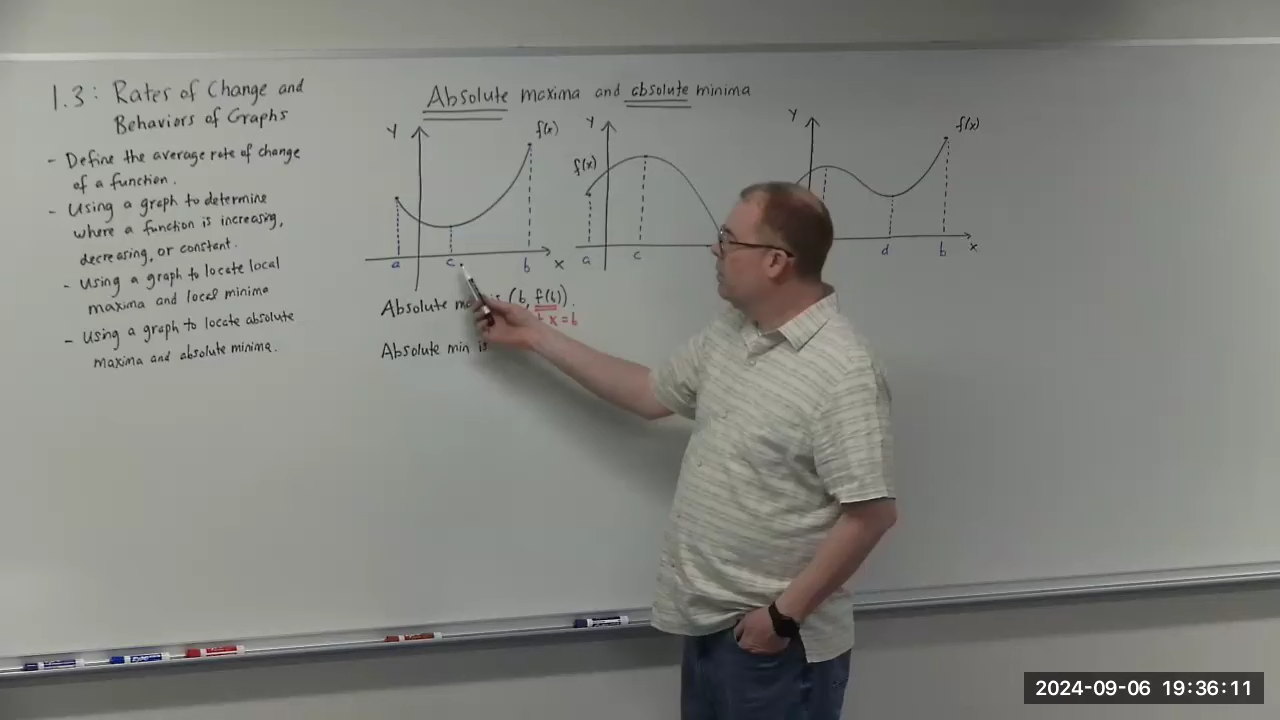 1.3: Rates of Change and
Behaviors of Graphs
- Define the average rate of change
of a function.
- Using a graph to determine
where a function is increasing,
decreasing, or constant.
- Using a graph to locate local
maxima and local minima
- Using a graph to locate absolute
maxima and absolute minima.
Absolute maxima and absolute minima
y f(x)
a c b x
y f(x)
a c
y f(x)
d b x
Absolute (b, f(b)).
x = b
Absolute min is
2024-09-06 19:36:11